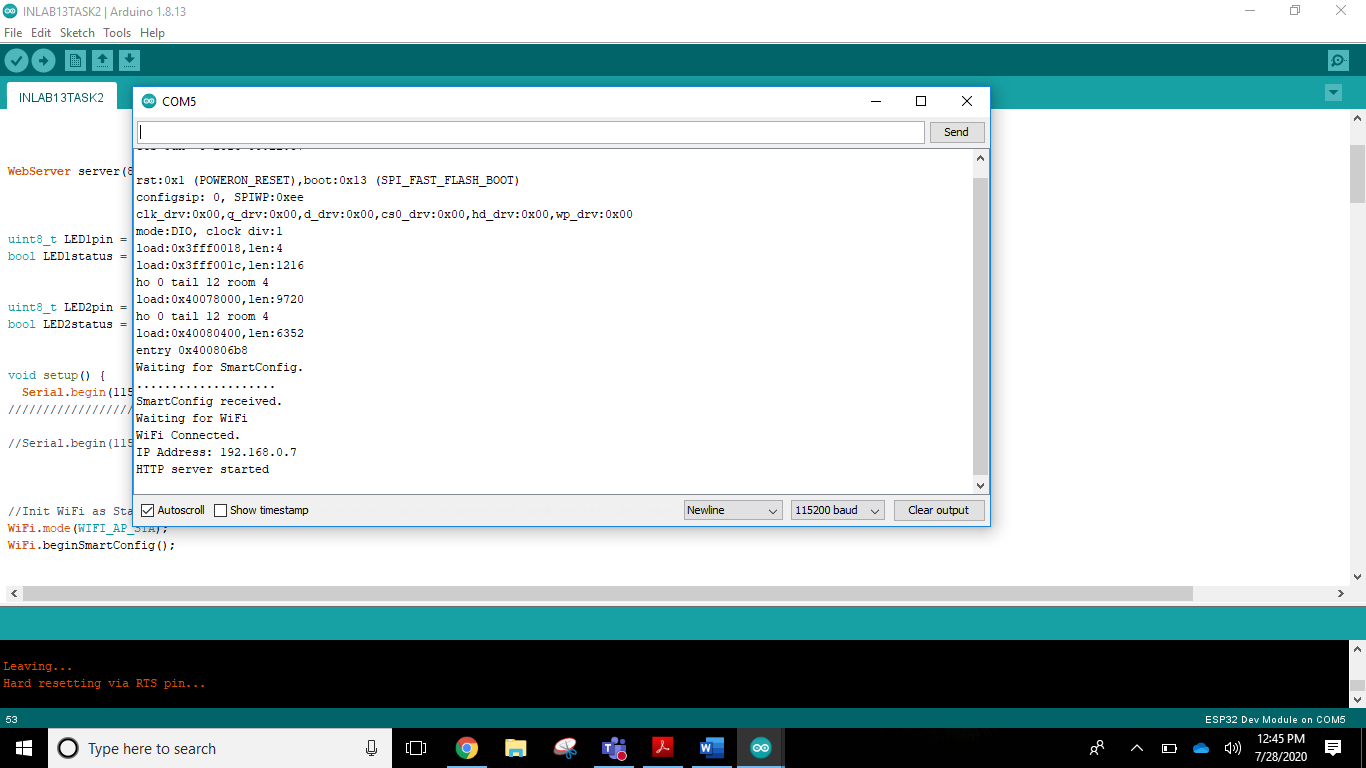 INLAB13TASK2 | Arduino 1.8.13
File Edit Sketch Tools Help
INLAB13TASK2
COM5
Send
WebServer server(8
uint8_t LED1pin =
bool LED1status =
uint8_t LED2pin =
bool LED2status =
void setup() {
Serial.begin(115
///////////////////
//Serial.begin(115
//Init WiFi as Sta
WiFi.mode(WIFI_AP_STA);
WiFi.beginSmartConfig();
rst:0x1 (POWERON_RESET),boot:0x13 (SPI_FAST_FLASH_BOOT)
configsip: 0, SPIWP:0xee
clk_drv:0x00,q_drv:0x00,d_drv:0x00,cs0_drv:0x00,hd_drv:0x00,wp_drv:0x00
mode:DIO, clock div:1
load:0x3fff0018,len:4
load:0x3fff001c,len:1216
ho 0 tail 12 room 4
load:0x40078000,len:9720
ho 0 tail 12 room 4
load:0x40080400,len:6352
entry 0x400806b8
Waiting for SmartConfig.
....................
SmartConfig received.
Waiting for WiFi
WiFi Connected.
IP Address: 192.168.0.7
HTTP server started
Autoscroll Show timestamp Newline 115200 baud Clear output
Leaving...
Hard resetting via RTS pin...
53 ESP32 Dev Module on COM5
Type here to search
12:45 PM
7/28/2020